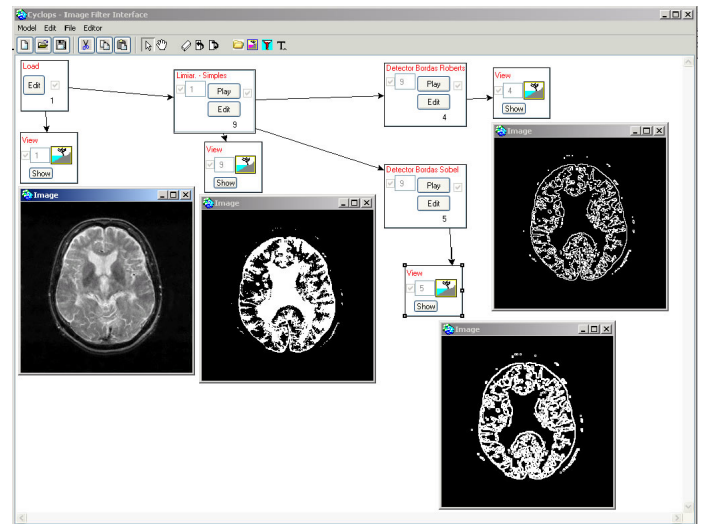 Cyclops - Image Filter Interface
Model Edit File Editor
T.
Load
Edit
1
Limiar. - Simples
1 Play
Edit
9
Detector Bordas Roberts
9 Play
Edit
4
View
4
Show
View
1
Show
View
9
Show
Detector Bordas Sobel
9 Play
Edit
5
View
5
Show
Image
Image
Image
Image